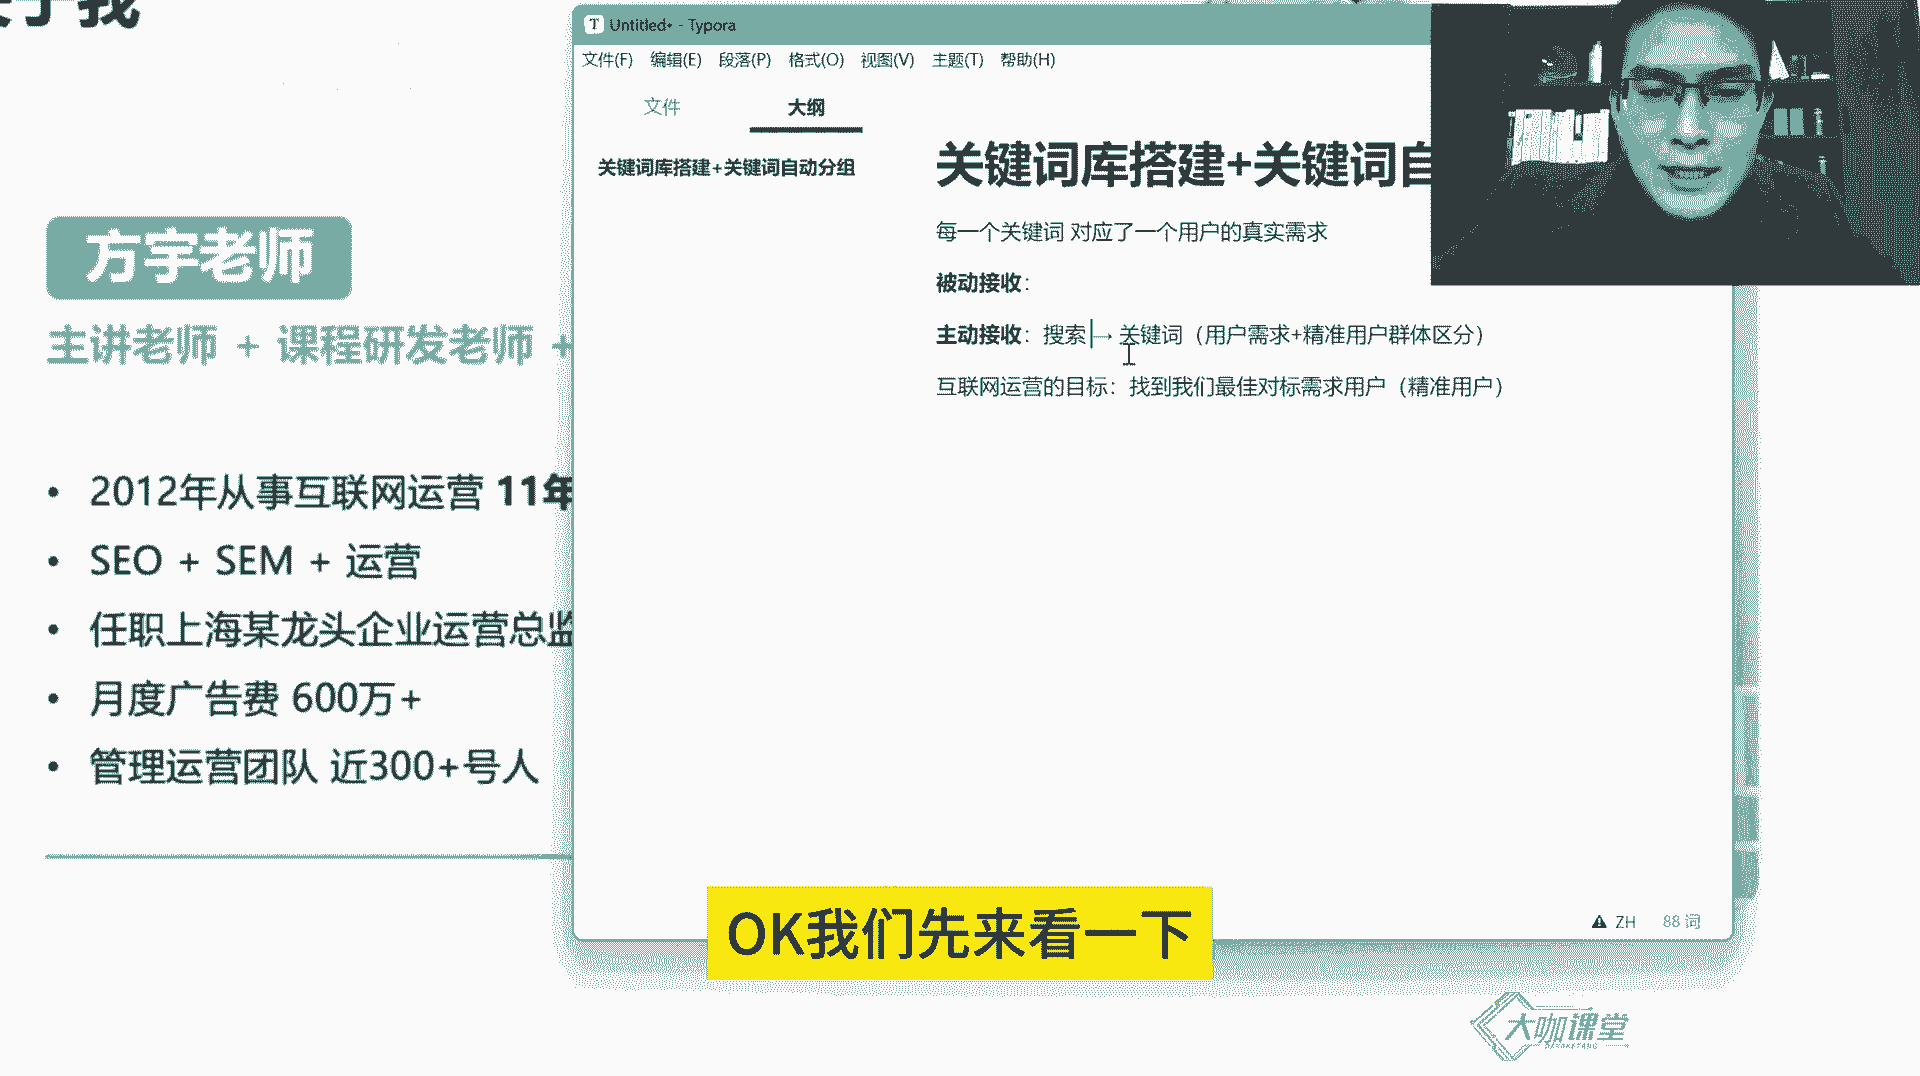 于我
方宇老师
主讲老师 + 课程研发老师 +
• 2012年从事互联网运营 11年
• SEO + SEM + 运营
• 任职上海某龙头企业运营总监
• 月度广告费 600万+
• 管理运营团队 近300+号人
T Untitled• - Typora
文件(F) 编辑(E) 段落(P) 格式(O) 视图(V) 主题(T) 帮助(H)
文件 大纲
关键词库搭建+关键词自动分组
关键词库搭建+关键词自
每一个关键词 对应了一个用户的真实需求
被动接收：
主动接收：搜索 → 关键词（用户需求+精准用户群体区分）
互联网运营的目标：找到我们最佳对标需求用户（精准用户）
ZH 88 词
OK我们先来看一下
大咖课堂